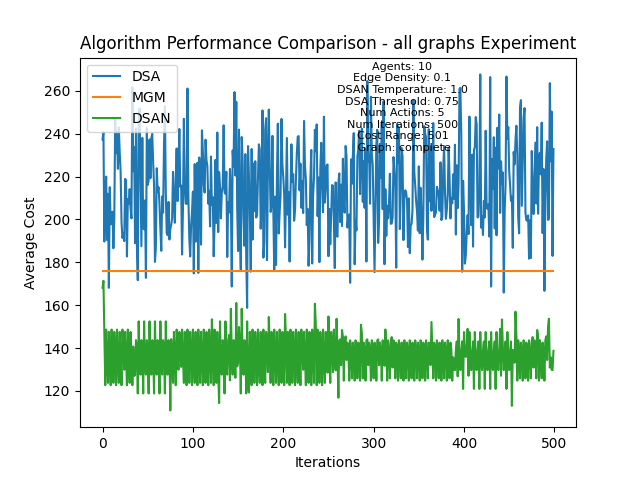 Algorithm Performance Comparison - all graphs Experiment
DSA
MGM
DSAN
Agents: 10
Edge Density: 0.1
DSAN Temperature: 1.0
DSA Threshold: 0.75
Num Actions: 5
Num Iterations: 500
Cost Range: 501
Graph: complete
Average Cost
260
240
220
200
180
160
140
120
0
100
200
300
400
500
Iterations